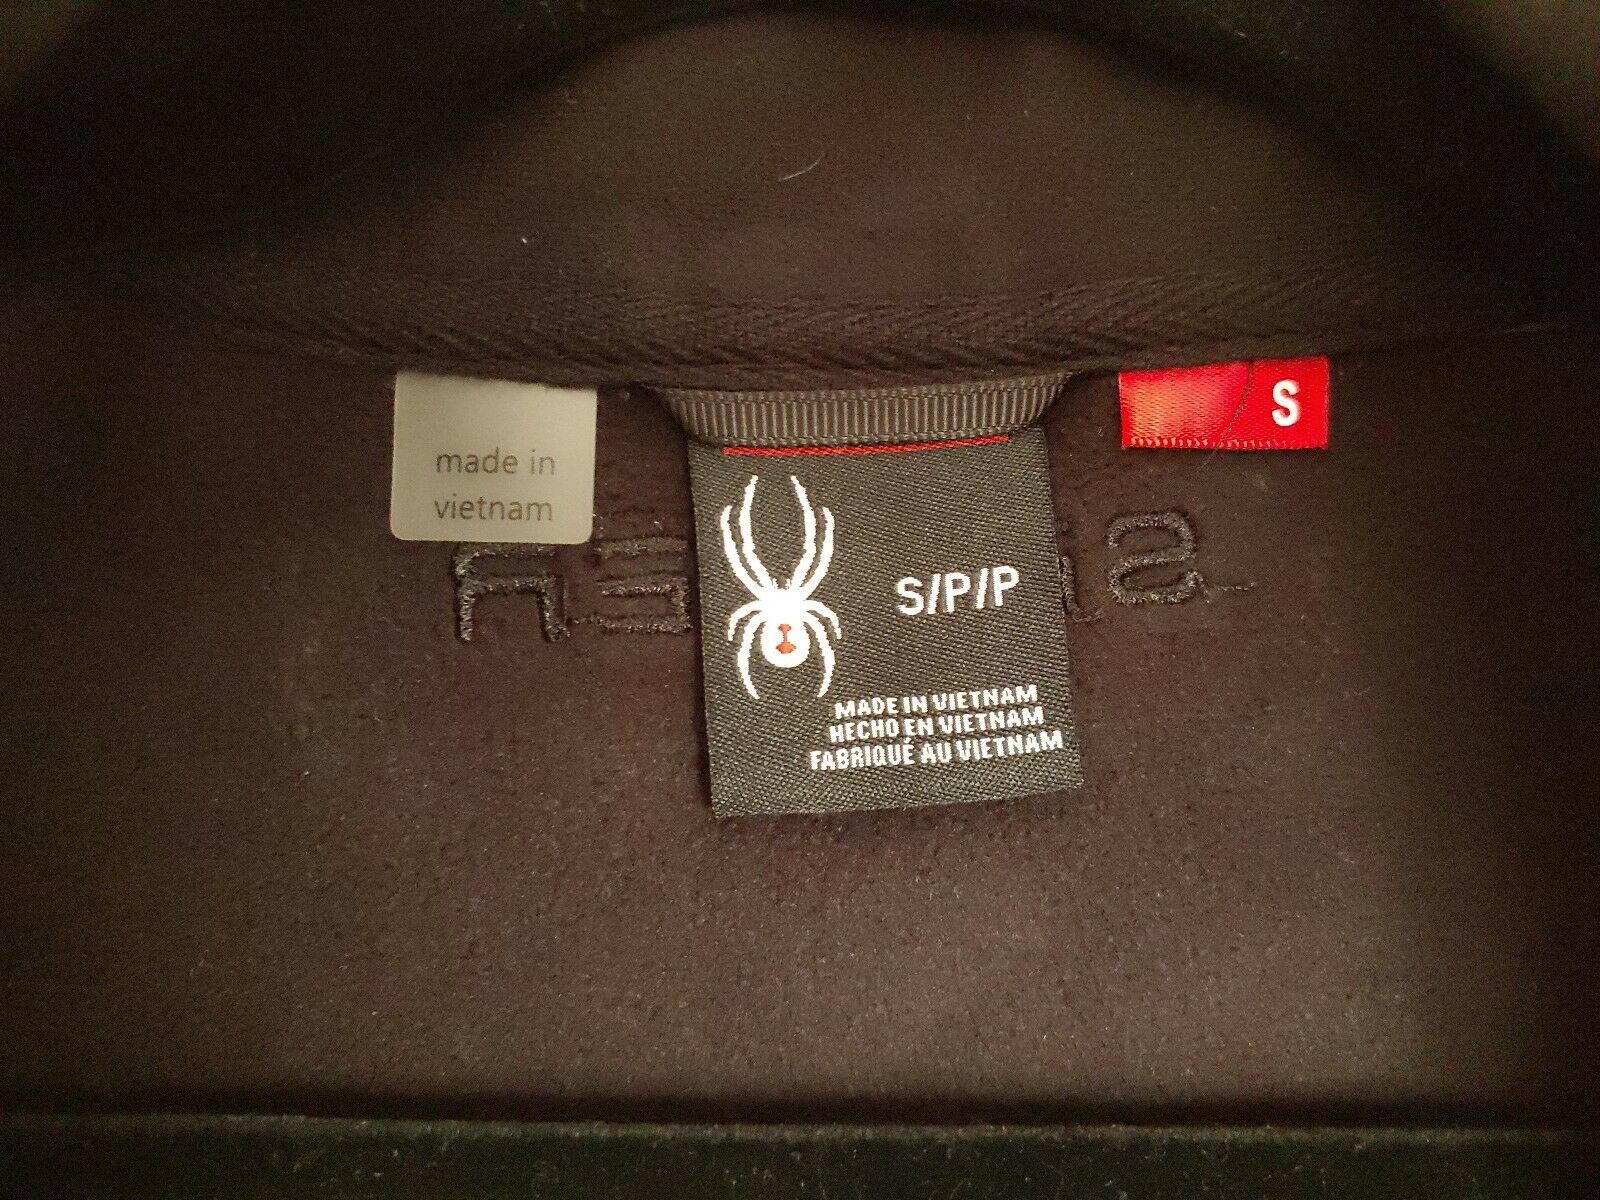 made in
vietnam
S
S/P/P
MADE IN VIETNAM
HECHO EN VIETNAM
FABRIQUÉ AU VIETNAM